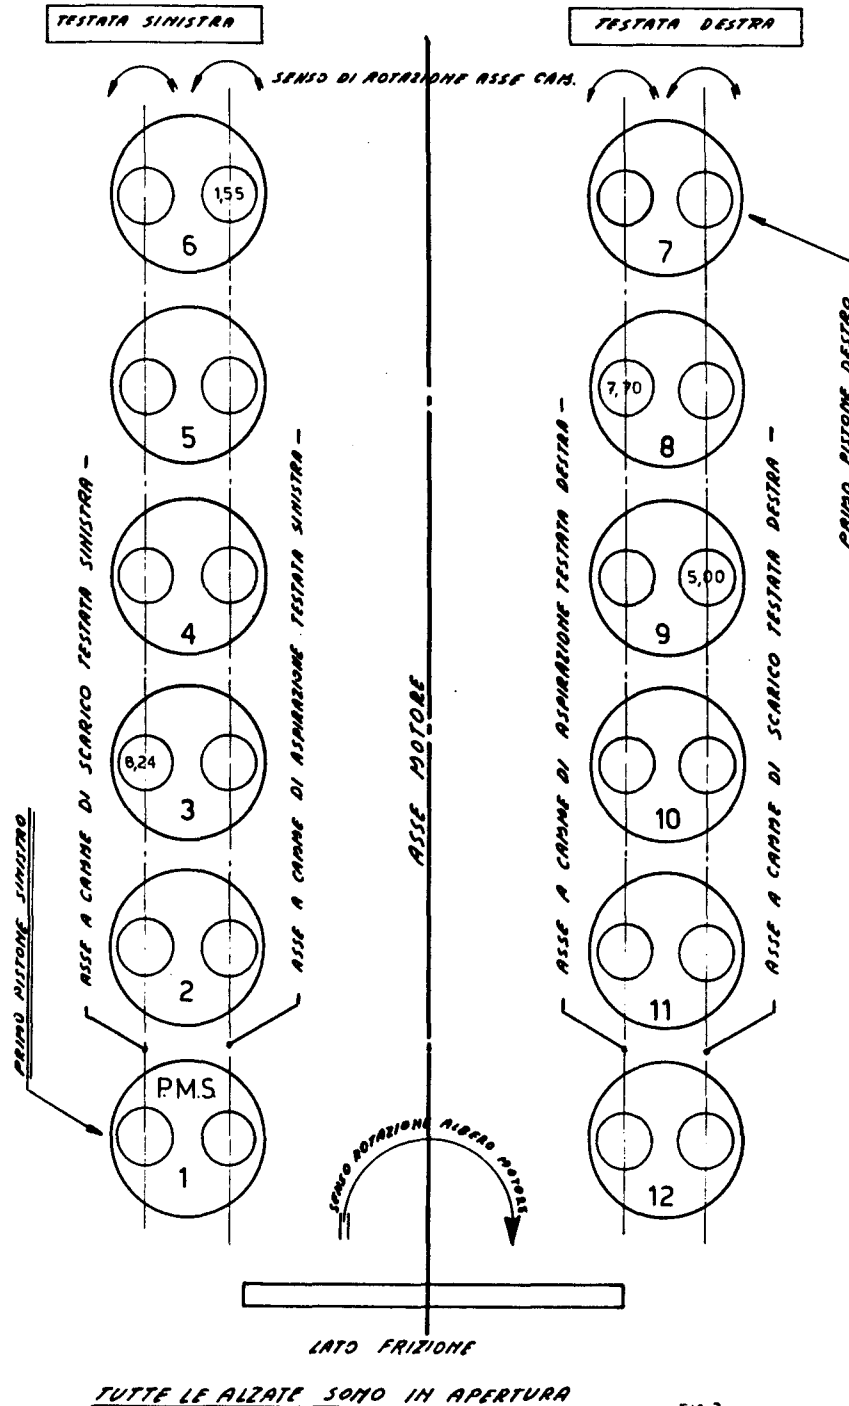 TESTATA SINISTRA
TESTATA DESTRA
SENSO DI ROTAZIONE ASSE CAM.
1,55
6
7
PRIMO PISTONE DESTRO
5
7,70
8
4
5,00
9
8,24
3
10
2
11
P.M.S.
1
12
ASSE A CAMME DI SCARICO TESTATA SINISTRA -
ASSE A CAMME DI ASPIRAZIONE TESTATA SINISTRA -
ASSE MOTORE
ASSE A CAMME DI ASPIRAZIONE TESTATA DESTRA -
ASSE A CAMME DI SCARICO TESTATA DESTRA -
PRIMO PISTONE SINISTRO
SENSO ROTAZIONE ALBERO MOTORE
LATO FRIZIONE
TUTTE LE ALZATE SONO IN APERTURA